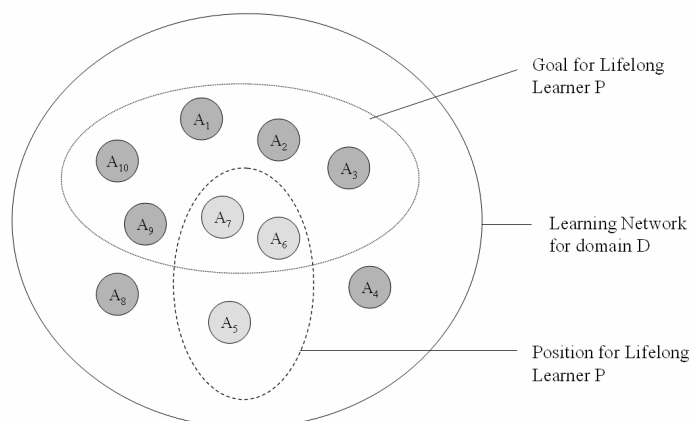 Goal for Lifelong
Learner P
A1
A2
A10
A3
A7
A9
A6
Learning Network
for domain D
A8
A4
A5
Position for Lifelong
Learner P